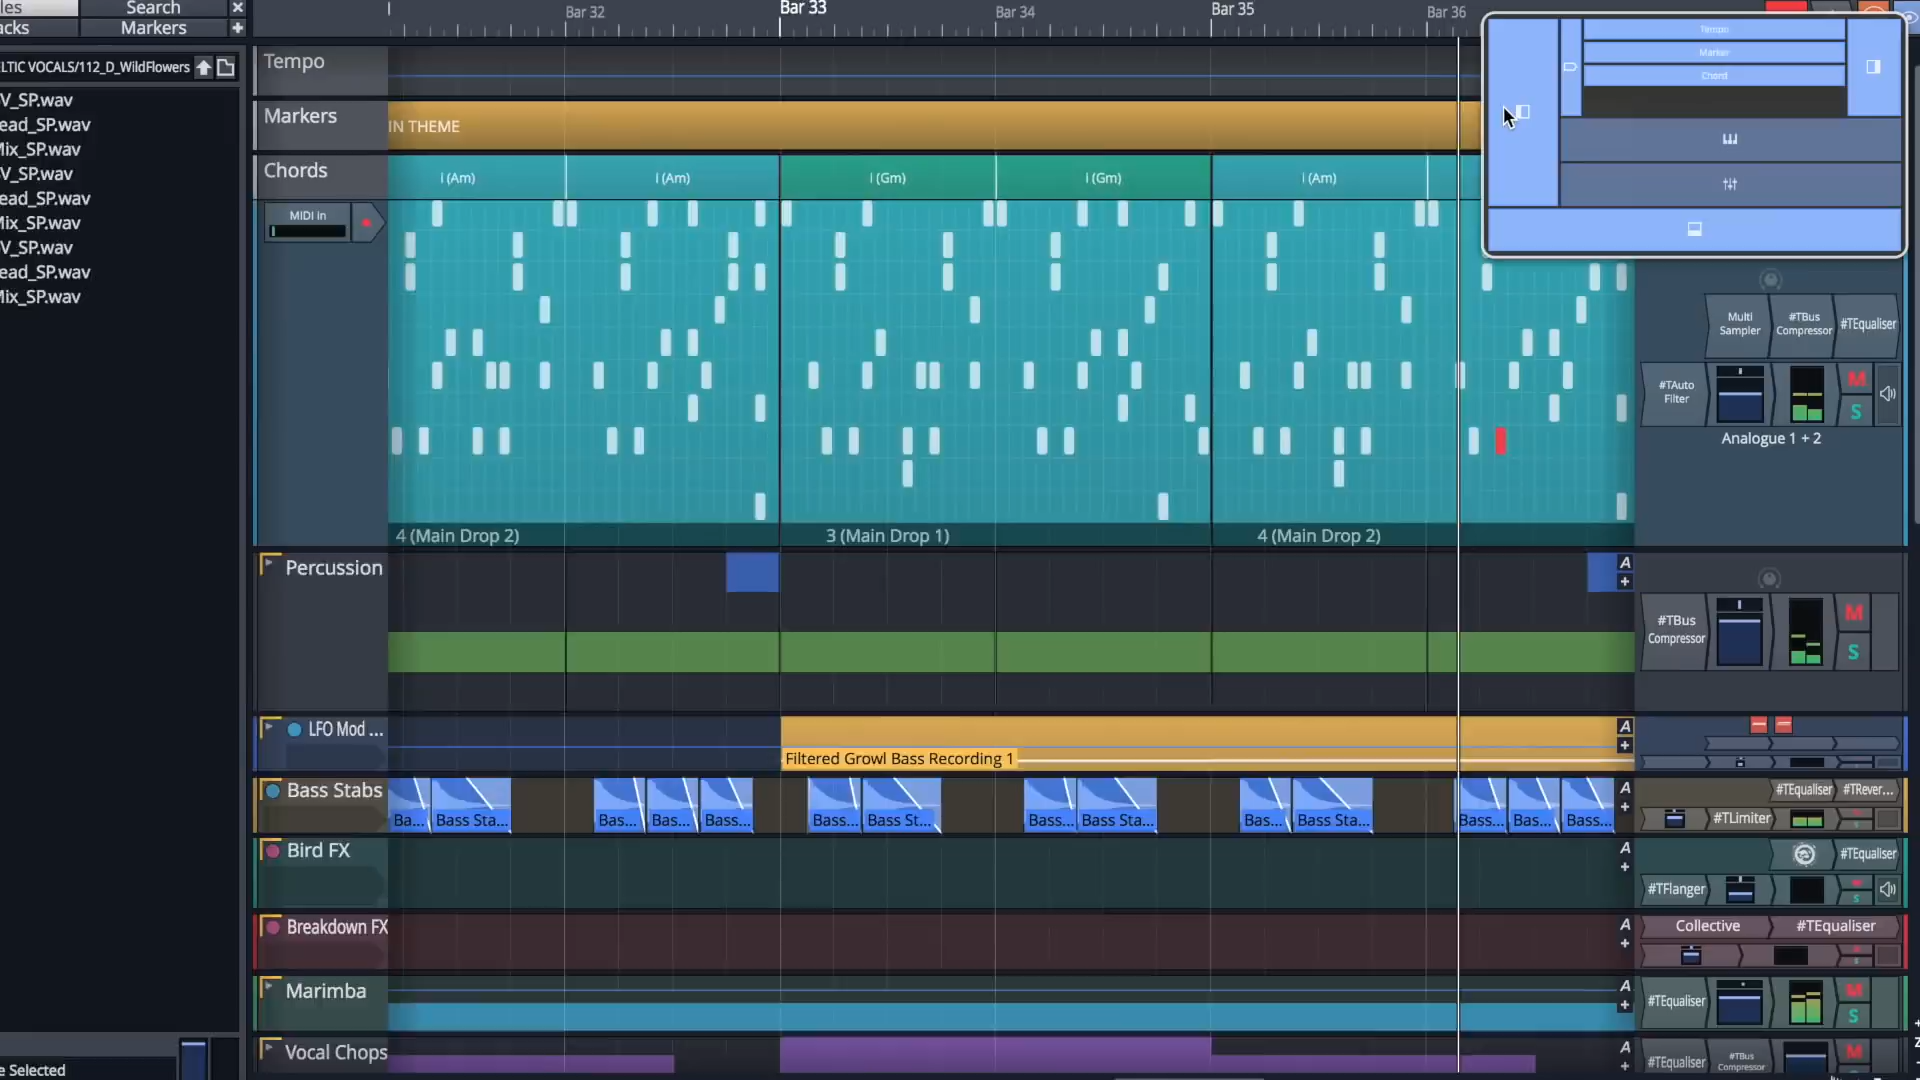 les
Search
acks
Markers
Bar 32
Bar 33
Bar 34
Bar 35
Bar 36
ELTIC VOCALS/112_D_WildFlowers
V_SP.wav
ead_SP.wav
Mix_SP.wav
V_SP.wav
ead_SP.wav
Mix_SP.wav
V_SP.wav
ead_SP.wav
Mix_SP.wav
e Selected
Tempo
Markers
IN THEME
Chords
i (Am)
i (Am)
i (Gm)
i (Gm)
i (Am)
Tempo
Marker
Chord
MIDI in
4 (Main Drop 2)
3 (Main Drop 1)
4 (Main Drop 2)
Multi
Sampler
#TBus
Compressor
#TEqualiser
#TAuto
Filter
M
S
Analogue 1 + 2
Percussion
A
+
#TBus
Compressor
M
S
LFO Mod ...
Filtered Growl Bass Recording 1
A
+
Bass Stabs
Ba...
Bass Sta...
Bas...
Bas...
Bass...
Bass...
Bass St...
Bass...
Bass Sta...
Bas...
Bass Sta...
Bass...
Bas...
Bass...
A
+
#TEqualiser
#TRever...
#TLimiter
Bird FX
A
+
#TEqualiser
#TFlanger
S
Breakdown FX
A
+
Collective
#TEqualiser
Marimba
A
+
#TEqualiser
M
S
Vocal Chops
A
+
#TEqualiser
#TBus
Compressor
M